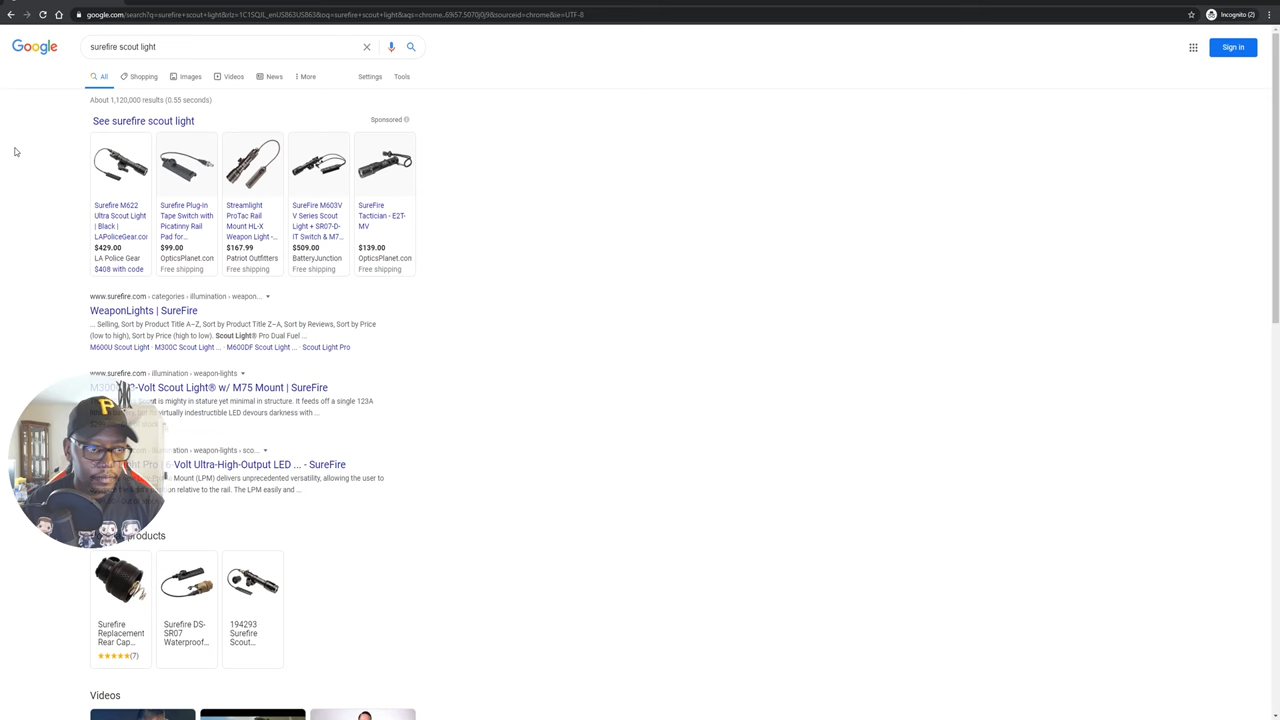 google.com/search?q=surefire+scout+light&rlz=1C1SQJL_enUS863US863&oq=surefire+scout+light&aqs=chrome..69i57.5070j0j9&sourceid=chrome&ie=UTF-8
Incognito (2)
Google
surefire scout light
Sign in
All
Shopping
Images
Videos
News
More
Settings
Tools
About 1,120,000 results (0.55 seconds)
See surefire scout light
Sponsored
Surefire M622
Ultra Scout Light
| Black |
LAPoliceGear.com
$429.00
LA Police Gear
$408 with code
Surefire Plug-In
Tape Switch with
Picatinny Rail
Pad for...
$99.00
OpticsPlanet.com
Free shipping
Streamlight
ProTac Rail
Mount HL-X
Weapon Light -...
$167.99
Patriot Outfitters
Free shipping
SureFire M603V
V Series Scout
Light + SR07-D-
IT Switch & M7...
$509.00
BatteryJunction
Free shipping
SureFire
Tactician - E2T-
MV
$139.00
OpticsPlanet.com
Free shipping
www.surefire.com › categories › illumination › weapon...
WeaponLights | SureFire
... Selling, Sort by Product Title A–Z, Sort by Product Title Z–A, Sort by Reviews, Sort by Price
(low to high), Sort by Price (high to low). Scout Light® Pro Dual Fuel ...
M600U Scout Light · M300C Scout Light ... · M600DF Scout Light ... · Scout Light Pro
www.surefire.com › illumination › weapon-lights
-Volt Scout Light® w/ M75 Mount | SureFire
is mighty in stature yet minimal in structure. It feeds off a single 123A
virtually indestructible LED devours darkness with ...
› weapon-lights › sco...
6-Volt Ultra-High-Output LED ... - SureFire
Mount (LPM) delivers unprecedented versatility, allowing the user to
relative to the rail. The LPM easily and ...
products
Surefire
Replacement
Rear Cap...
(7)
Surefire DS-
SR07
Waterproof...
194293
Surefire
Scout...
Videos